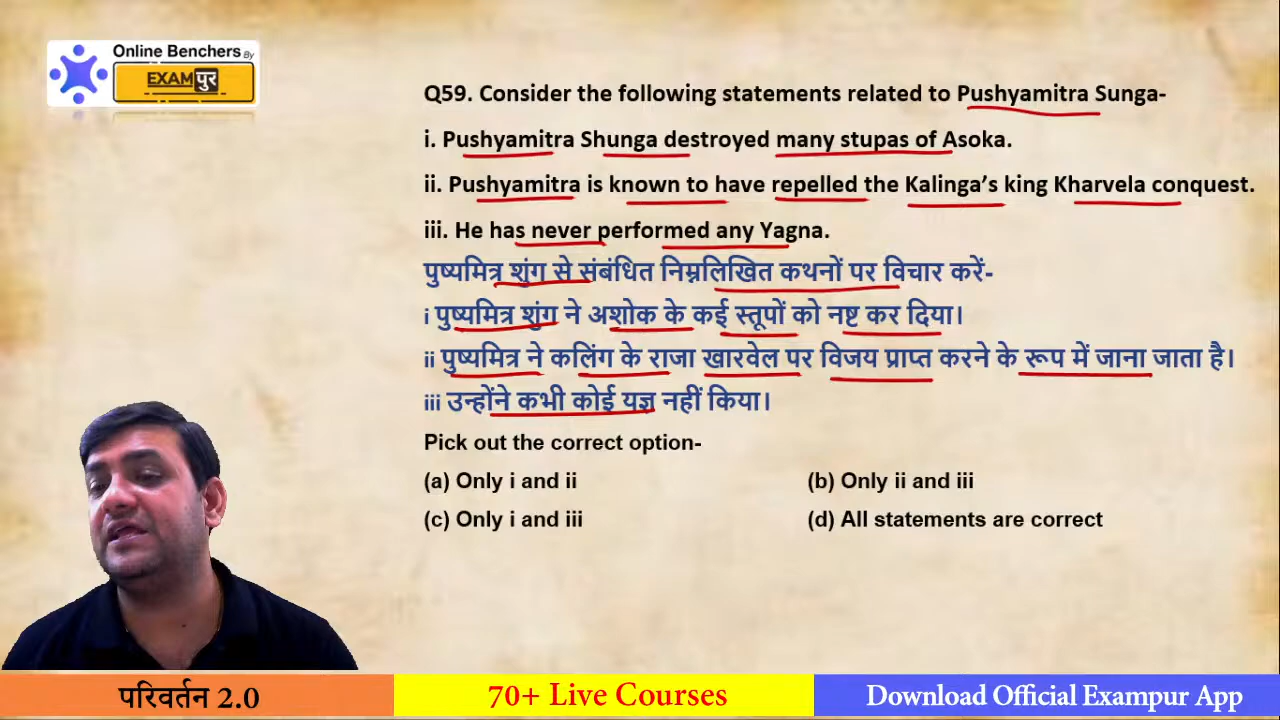 Online Benchers By
EXAMपुर
Q59. Consider the following statements related to Pushyamitra Sunga-
i. Pushyamitra Shunga destroyed many stupas of Asoka.
ii. Pushyamitra is known to have repelled the Kalinga's king Kharvela conquest.
iii. He has never performed any Yagna.
पुष्यमित्र शुंग से संबंधित निम्नलिखित कथनों पर विचार करें-
i पुष्यमित्र शुंग ने अशोक के कई स्तूपों को नष्ट कर दिया।
ii पुष्यमित्र ने कलिंग के राजा खारवेल पर विजय प्राप्त करने के रूप में जाना जाता है।
iii उन्होंने कभी कोई यज्ञ नहीं किया।
Pick out the correct option-
(a) Only i and ii (b) Only ii and iii
(c) Only i and iii (d) All statements are correct
परिवर्तन 2.0 70+ Live Courses Download Official Exampur App